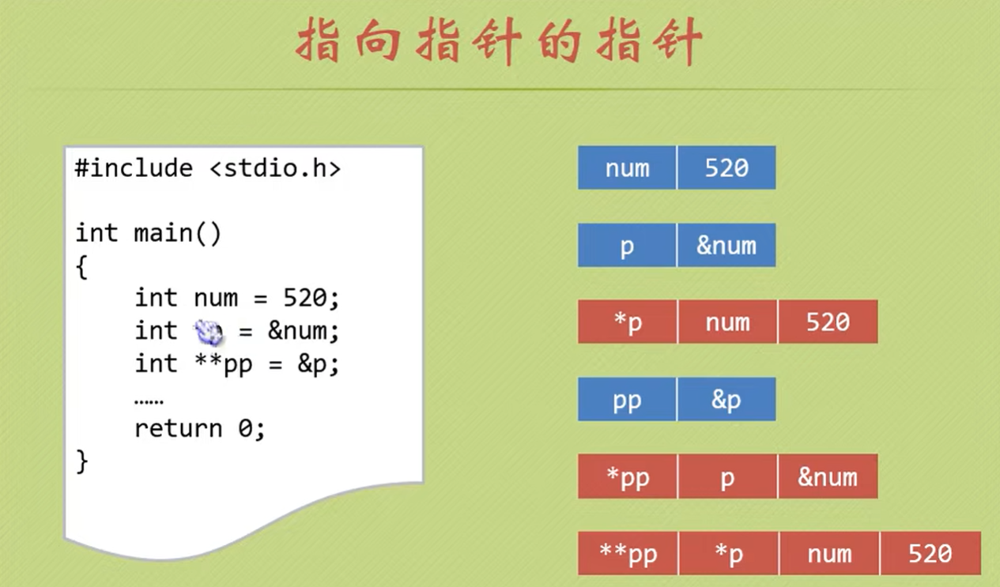 指向指针的指针
#include <stdio.h>
int main()
{
int num = 520;
int = &num;
int **pp = &p;
……
return 0;
}
num 520
p &num
*p num 520
pp &p
*pp p &num
**pp *p num 520